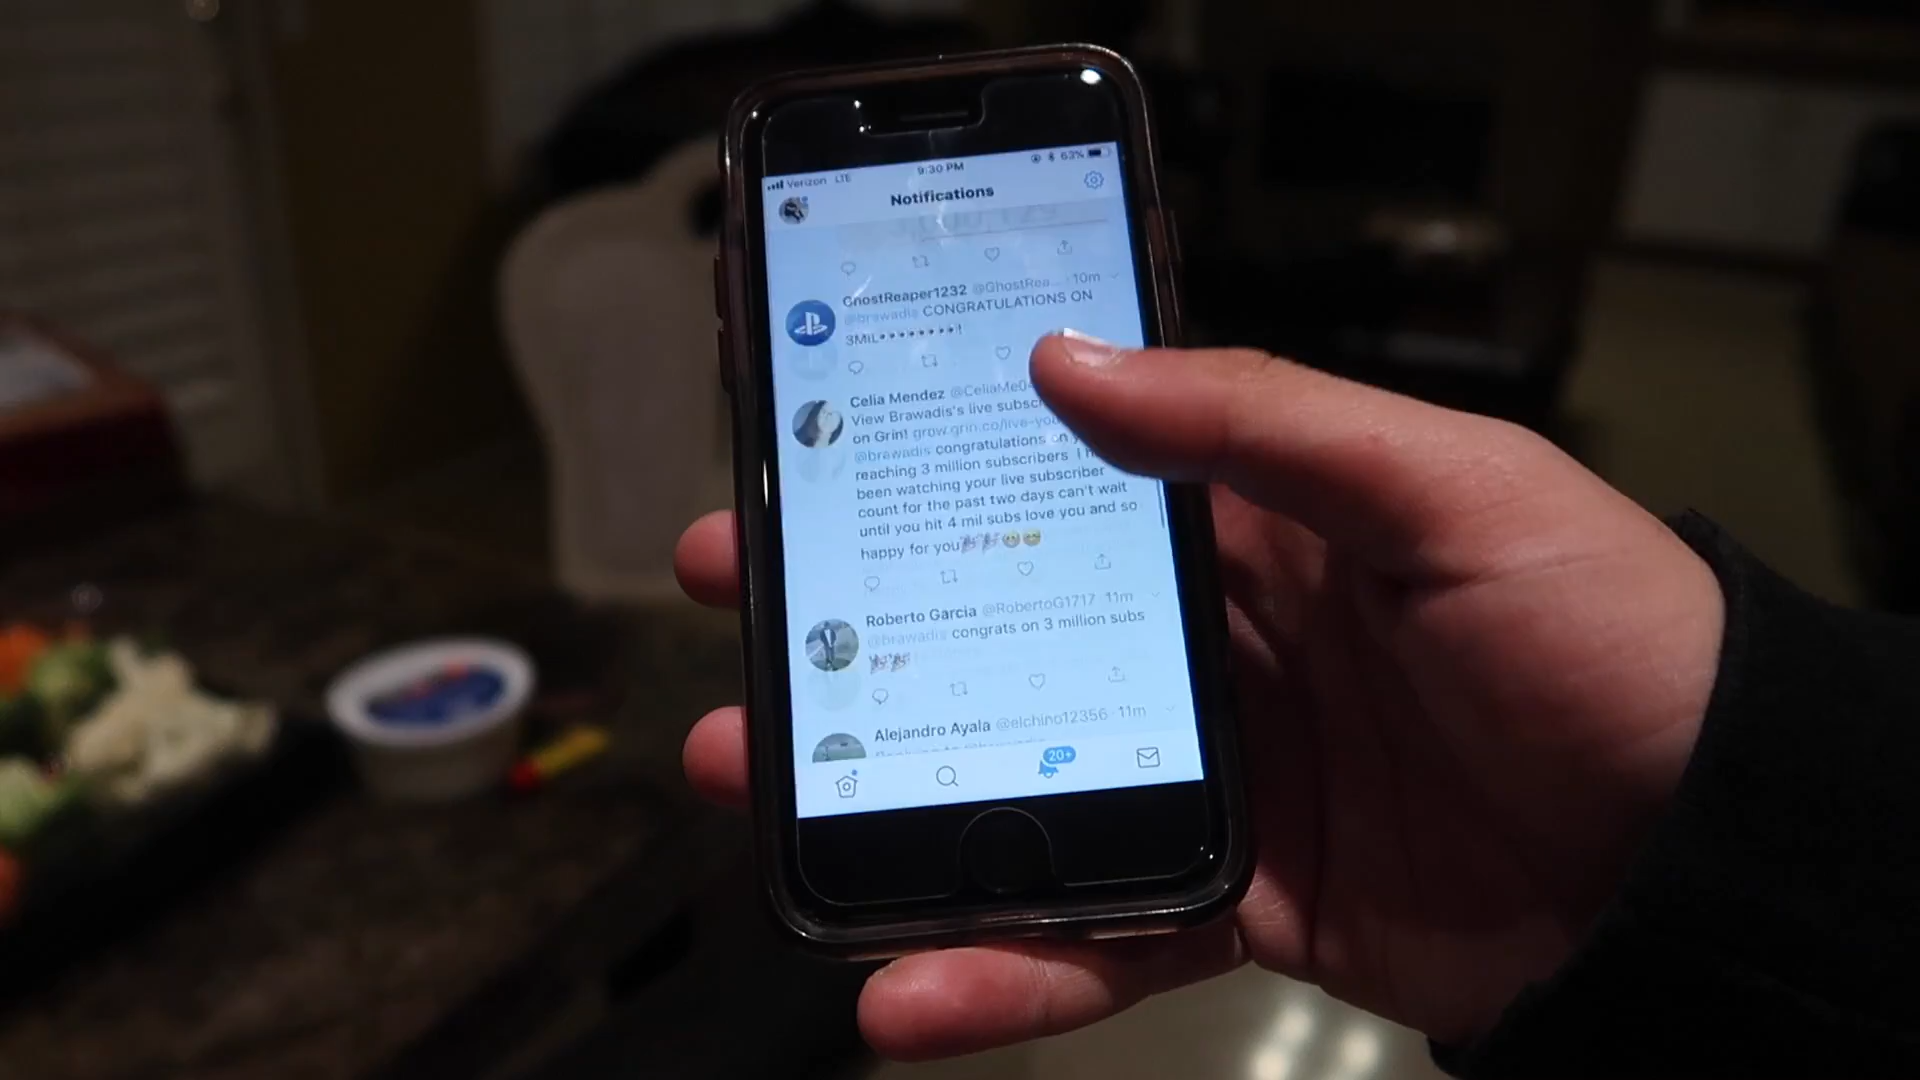 Verizon LTE 9:30 PM 63%
Notifications
GhostReaper1232 @GhostRea... · 10m
@brawadis CONGRATULATIONS ON
3MIL••••••••!
Celia Mendez @CeliaMe04
View Brawadis's live subsc
on Grin! grow.grin.co/live-you
@brawadis congratulations on y
reaching 3 million subscribers I h
been watching your live subscriber
count for the past two days can't wait
until you hit 4 mil subs love you and so
happy for you🎉🎉😁😁
Roberto Garcia @RobertoG1717 · 11m
@brawadis congrats on 3 million subs
🎉🎉
Alejandro Ayala @elchino12356 · 11m
20+